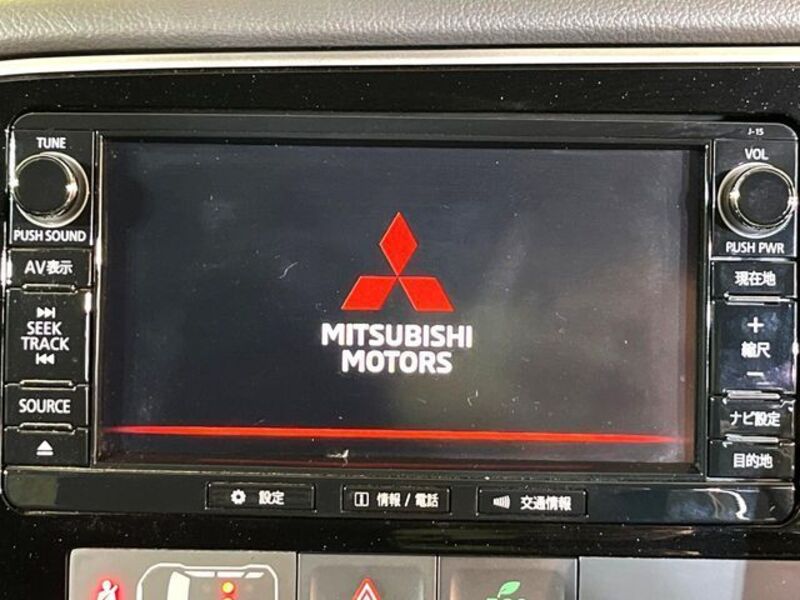 J-15
TUNE
PUSH SOUND
AV表示
SEEK
TRACK
SOURCE
MITSUBISHI
MOTORS
VOL
PUSH PWR
現在地
+
縮尺
−
ナビ設定
目的地
設定
情報 / 電話
交通情報